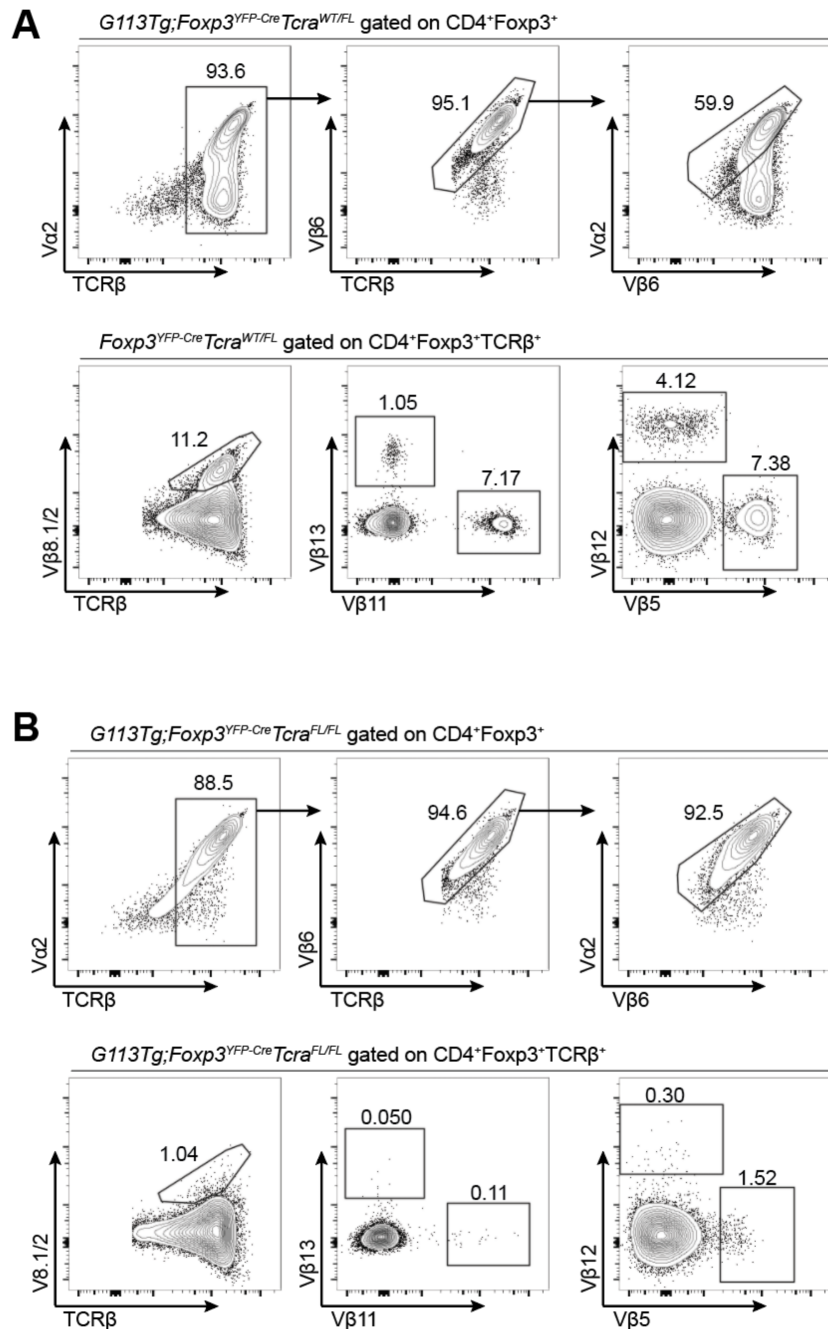 A
G113Tg;Foxp3YFP-CreTcraWT/FL gated on CD4+Foxp3+
93.6
95.1
59.9
Vα2
TCRβ
Vβ6
TCRβ
Vα2
Vβ6
Foxp3YFP-CreTcraWT/FL gated on CD4+Foxp3+TCRβ+
11.2
1.05
7.17
4.12
7.38
Vβ8.1/2
TCRβ
Vβ13
Vβ11
Vβ12
Vβ5
B
G113Tg;Foxp3YFP-CreTcraFL/FL gated on CD4+Foxp3+
88.5
94.6
92.5
Vα2
TCRβ
Vβ6
TCRβ
Vα2
Vβ6
G113Tg;Foxp3YFP-CreTcraFL/FL gated on CD4+Foxp3+TCRβ+
1.04
0.050
0.11
0.30
1.52
V8.1/2
TCRβ
Vβ13
Vβ11
Vβ12
Vβ5